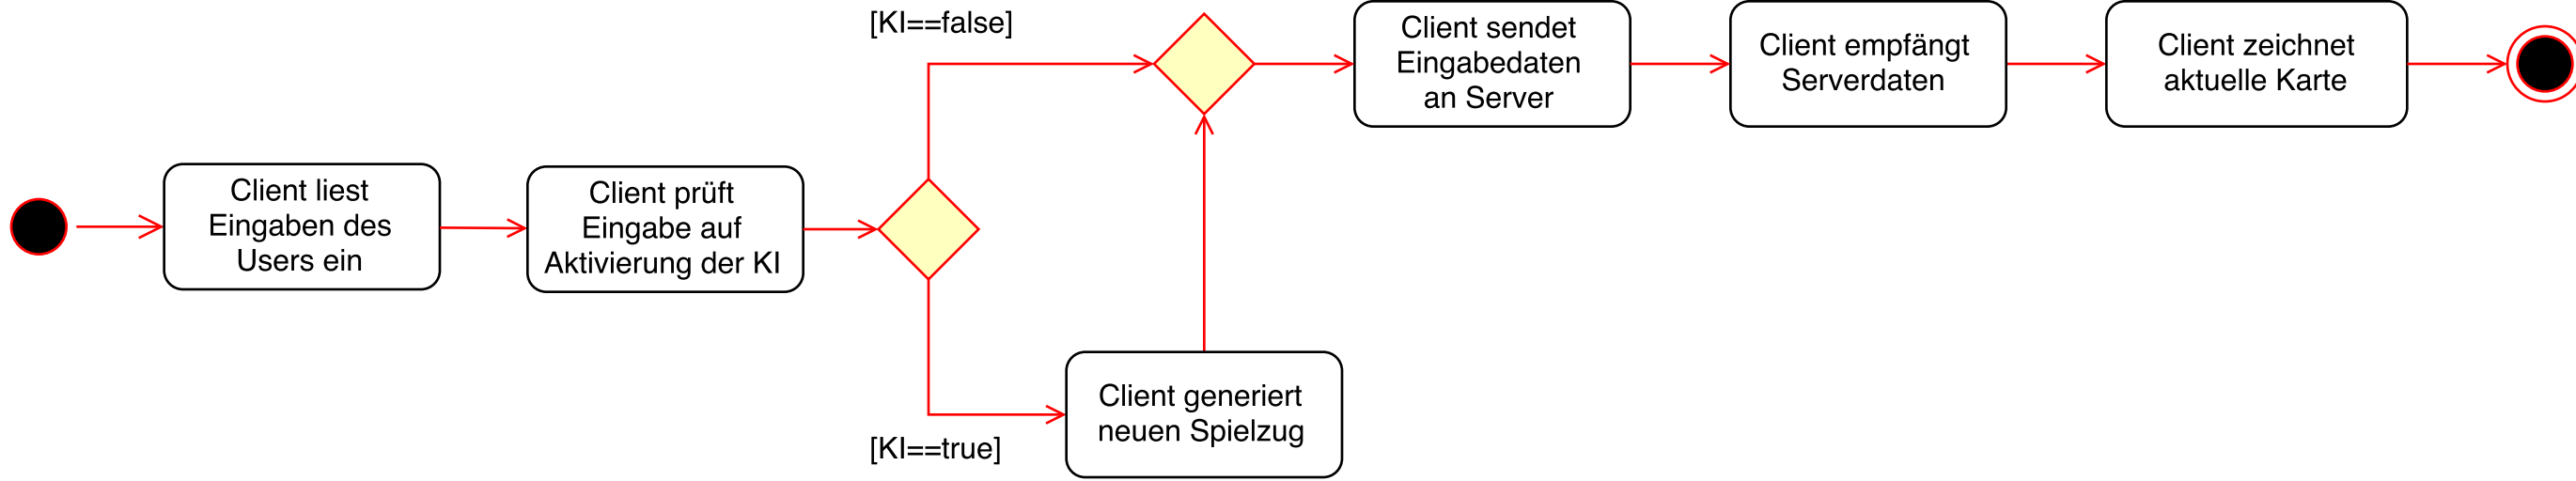 Client liest
Eingaben des
Users ein
Client prüft
Eingabe auf
Aktivierung der KI
[KI==false]
[KI==true]
Client generiert
neuen Spielzug
Client sendet
Eingabedaten
an Server
Client empfängt
Serverdaten
Client zeichnet
aktuelle Karte